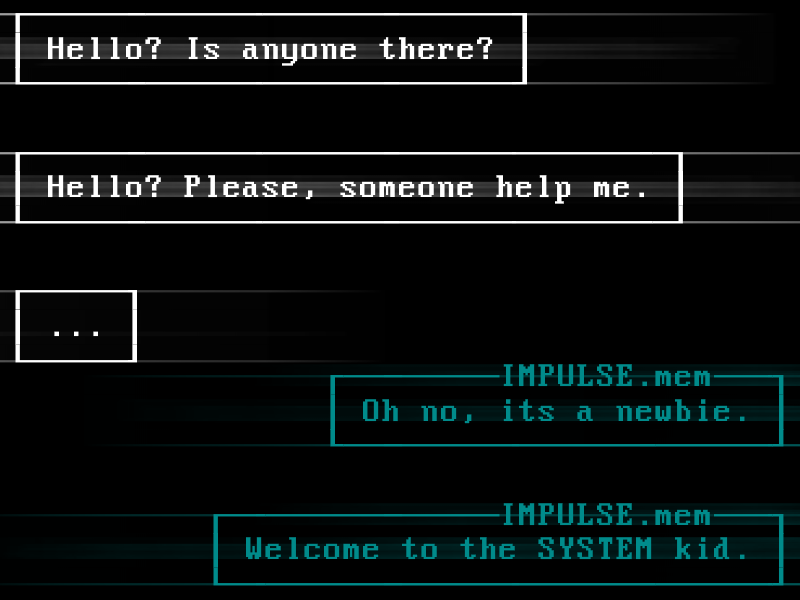 Hello? Is anyone there?
Hello? Please, someone help me.
...
IMPULSE.mem
Oh no, its a newbie.
IMPULSE.mem
Welcome to the SYSTEM kid.